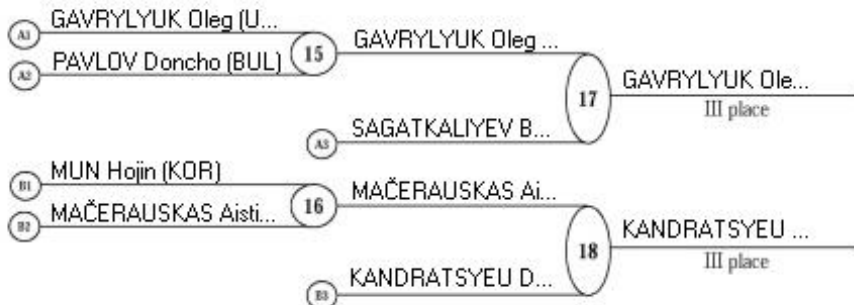 A1 GAVRYLYUK Oleg (U...
A2 PAVLOV Doncho (BUL)
15 GAVRYLYUK Oleg ...
A3 SAGATKALIYEV B...
17 GAVRYLYUK Ole...
III place
B1 MUN Hojin (KOR)
B2 MAČERAUSKAS Aisti...
16 MAČERAUSKAS Ai...
B3 KANDRATSYEU D...
18 KANDRATSYEU ...
III place